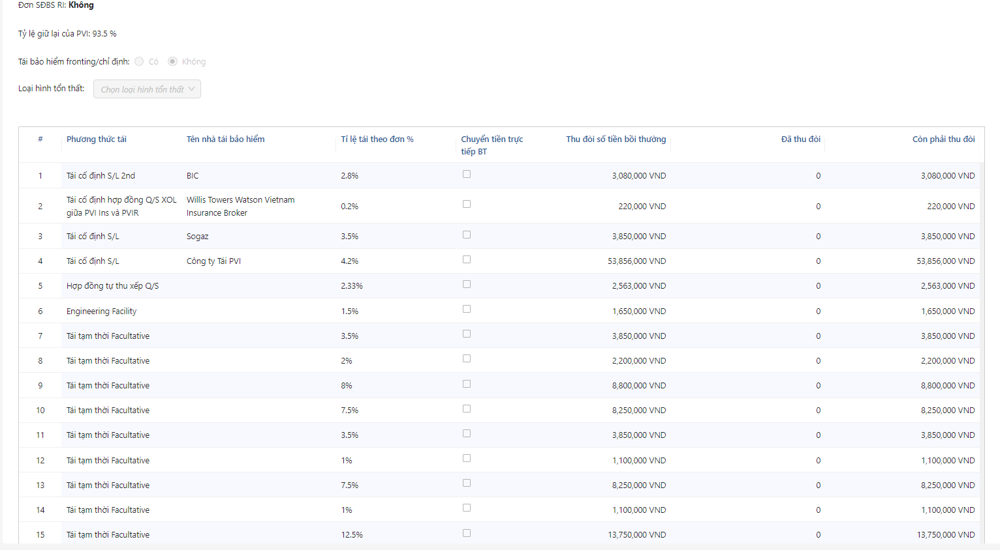 Đơn SĐBS RI: Không
Tỷ lệ giữ lại của PVI: 93.5 %
Tái bảo hiểm fronting/chỉ định: Có Không
Loại hình tổn thất: Chọn loại hình tổn thất
# Phương thức tái Tên nhà tái bảo hiểm Tỉ lệ tái theo đơn % Chuyển tiền trực tiếp BT Thu đòi số tiền bồi thường Đã thu đòi Còn phải thu đòi
1 Tái cố định S/L 2nd BIC 2.8% 3,080,000 VND 0 3,080,000 VND
2 Tái cố định hợp đồng Q/S XOL giữa PVI Ins và PVIR Willis Towers Watson Vietnam Insurance Broker 0.2% 220,000 VND 0 220,000 VND
3 Tái cố định S/L Sogaz 3.5% 3,850,000 VND 0 3,850,000 VND
4 Tái cố định S/L Công ty Tái PVI 4.2% 53,856,000 VND 0 53,856,000 VND
5 Hợp đồng tự thu xếp Q/S 2.33% 2,563,000 VND 0 2,563,000 VND
6 Engineering Facility 1.5% 1,650,000 VND 0 1,650,000 VND
7 Tái tạm thời Facultative 3.5% 3,850,000 VND 0 3,850,000 VND
8 Tái tạm thời Facultative 2% 2,200,000 VND 0 2,200,000 VND
9 Tái tạm thời Facultative 8% 8,800,000 VND 0 8,800,000 VND
10 Tái tạm thời Facultative 7.5% 8,250,000 VND 0 8,250,000 VND
11 Tái tạm thời Facultative 3.5% 3,850,000 VND 0 3,850,000 VND
12 Tái tạm thời Facultative 1% 1,100,000 VND 0 1,100,000 VND
13 Tái tạm thời Facultative 7.5% 8,250,000 VND 0 8,250,000 VND
14 Tái tạm thời Facultative 1% 1,100,000 VND 0 1,100,000 VND
15 Tái tạm thời Facultative 12.5% 13,750,000 VND 0 13,750,000 VND